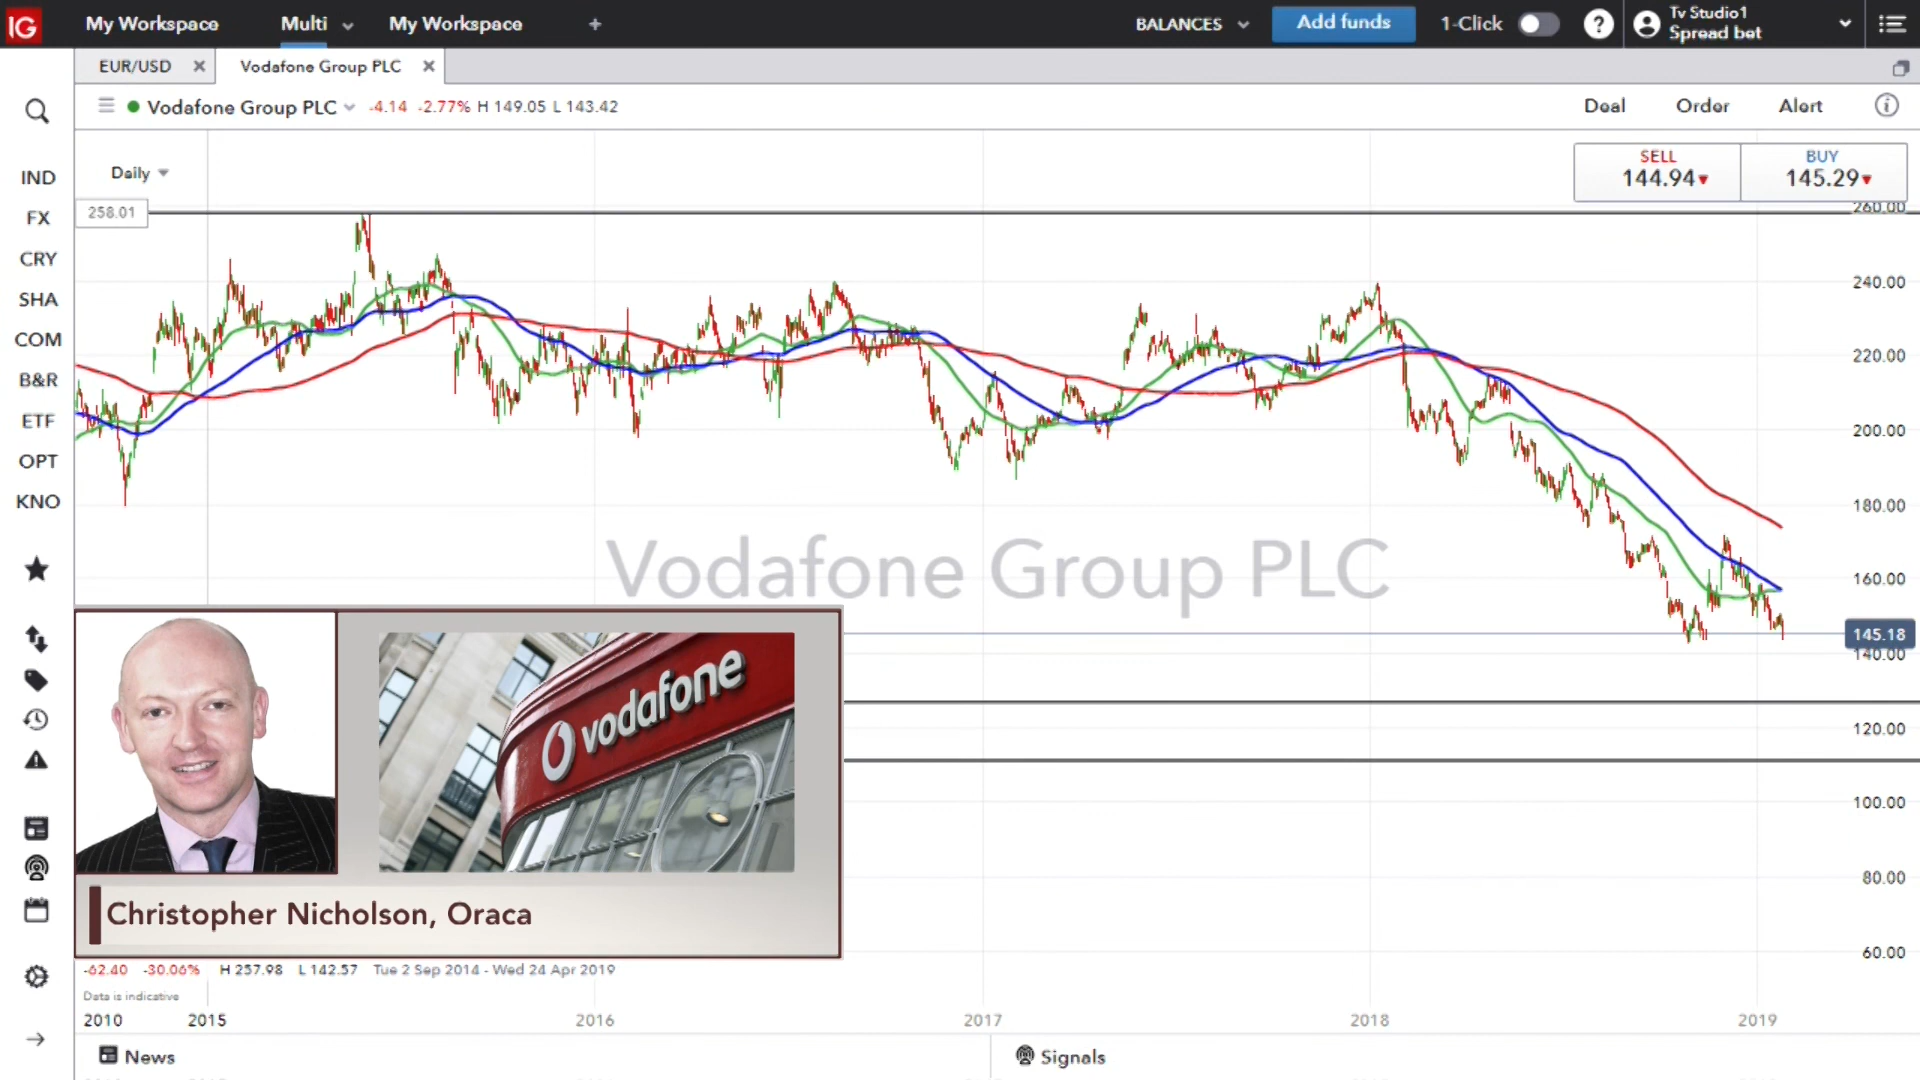 IG My Workspace Multi My Workspace + BALANCES Add funds 1-Click ? Tv Studio1
Spread bet
EUR/USD Vodafone Group PLC
Vodafone Group PLC -4.14 -2.77% H 149.05 L 143.42 Deal Order Alert
Daily
SELL BUY
144.94 145.29
258.01
260.00
240.00
220.00
200.00
180.00
160.00
145.18
140.00
120.00
100.00
80.00
60.00
IND
FX
CRY
SHA
COM
B&R
ETF
OPT
KNO
Vodafone Group PLC
vodafone
Christopher Nicholson, Oraca
-62.40 -30.06% H 257.98 L 142.57 Tue 2 Sep 2014 - Wed 24 Apr 2019
Data is indicative
2010 2015 2016 2017 2018 2019
News Signals